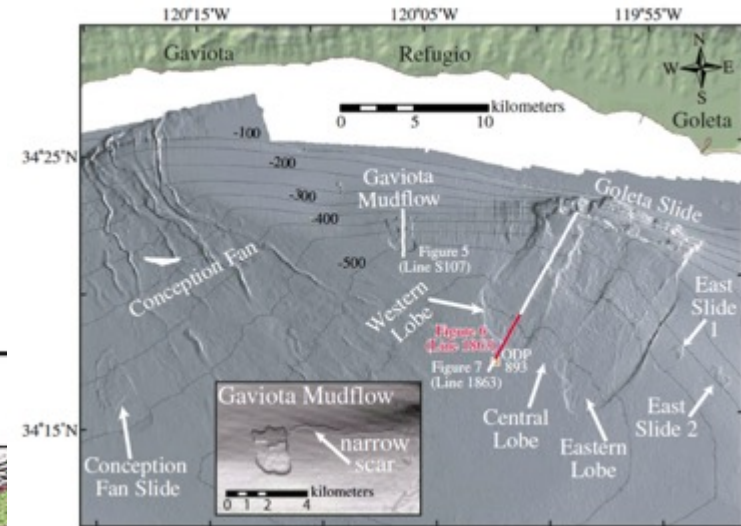 120°15'W
120°05'W
119°55'W
Gaviota
Refugio
N
W
E
S
kilometers
0
5
10
Goleta
34°25'N
-100
-200
-300
-400
-500
Gaviota
Mudflow
Goleta Slide
Figure 5
(Line S107)
Conception Fan
Western
Lobe
East
Slide
1
Figure 6
(Line 1863)
ODP
893
Figure 7
(Line 1863)
34°15'N
Gaviota Mudflow
narrow
scar
kilometers
0 1 2 4
Central
Lobe
Eastern
Lobe
East
Slide 2
Conception
Fan Slide